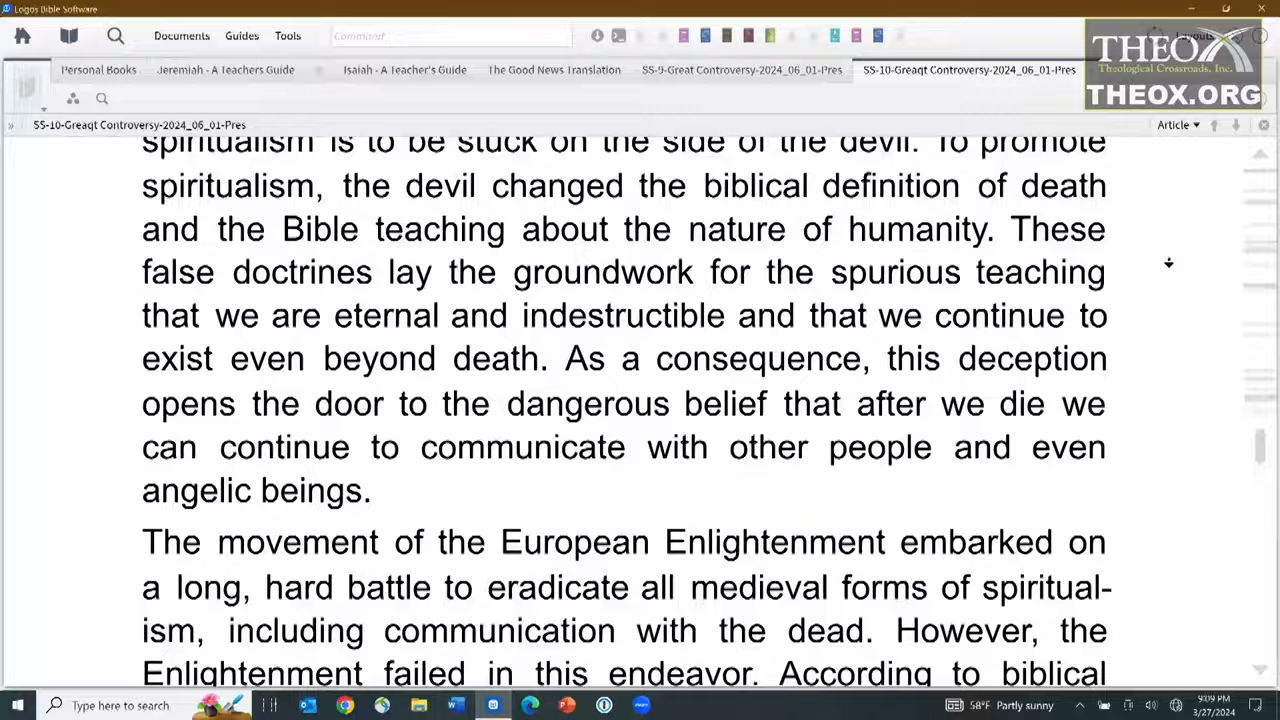 Logos Bible Software
Documents Guides Tools Command
THEOX
Theological Crossroads, Inc.
THEOX.ORG
Personal Books Jeremiah - A Teachers Guide The Good News Translation SS-9-Great Controversy-2024_06_01-Pres SS-10-Greaqt Controversy-2024_06_01-Pres
SS-10-Greaqt Controversy-2024_06_01-Pres Article
spiritualism is to be stuck on the side of the devil. To promote
spiritualism, the devil changed the biblical definition of death
and the Bible teaching about the nature of humanity. These
false doctrines lay the groundwork for the spurious teaching
that we are eternal and indestructible and that we continue to
exist even beyond death. As a consequence, this deception
opens the door to the dangerous belief that after we die we
can continue to communicate with other people and even
angelic beings.
The movement of the European Enlightenment embarked on
a long, hard battle to eradicate all medieval forms of spiritual-
ism, including communication with the dead. However, the
Enlightenment failed in this endeavor. According to biblical
Type here to search
58°F Partly sunny
9:09 PM
3/27/2024